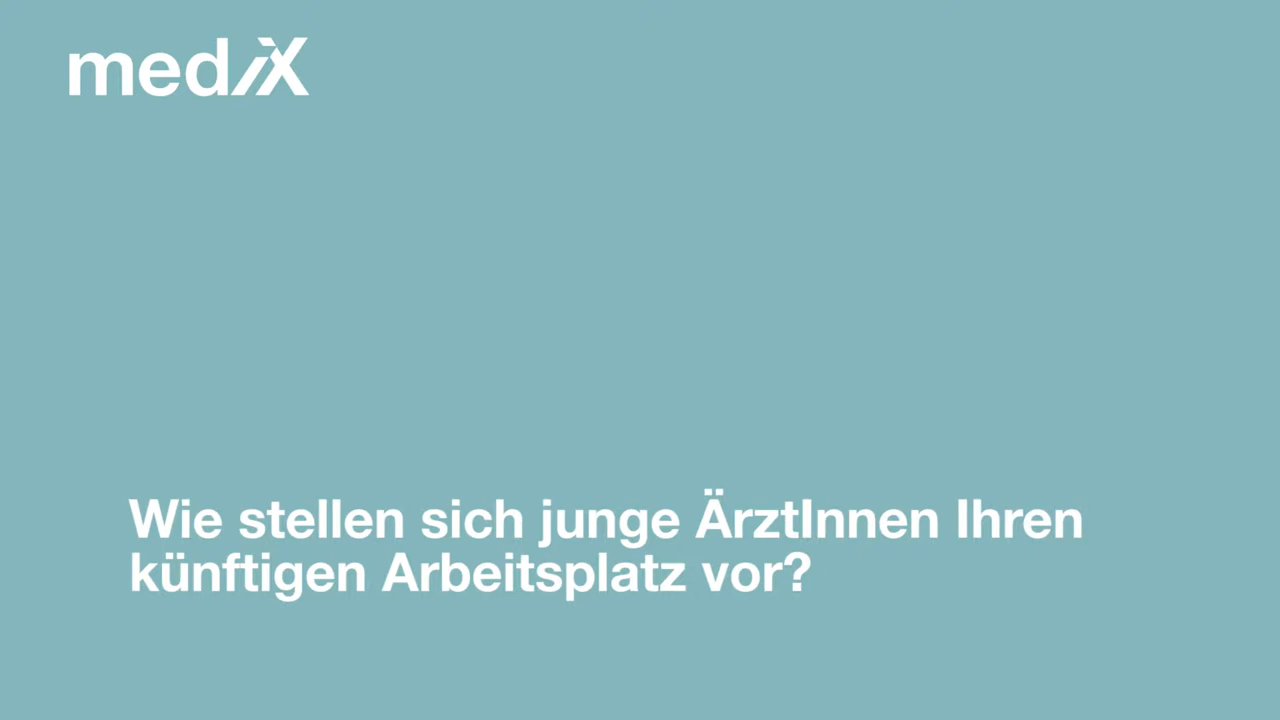 mediX
Wie stellen sich junge ÄrztInnen Ihren
künftigen Arbeitsplatz vor?